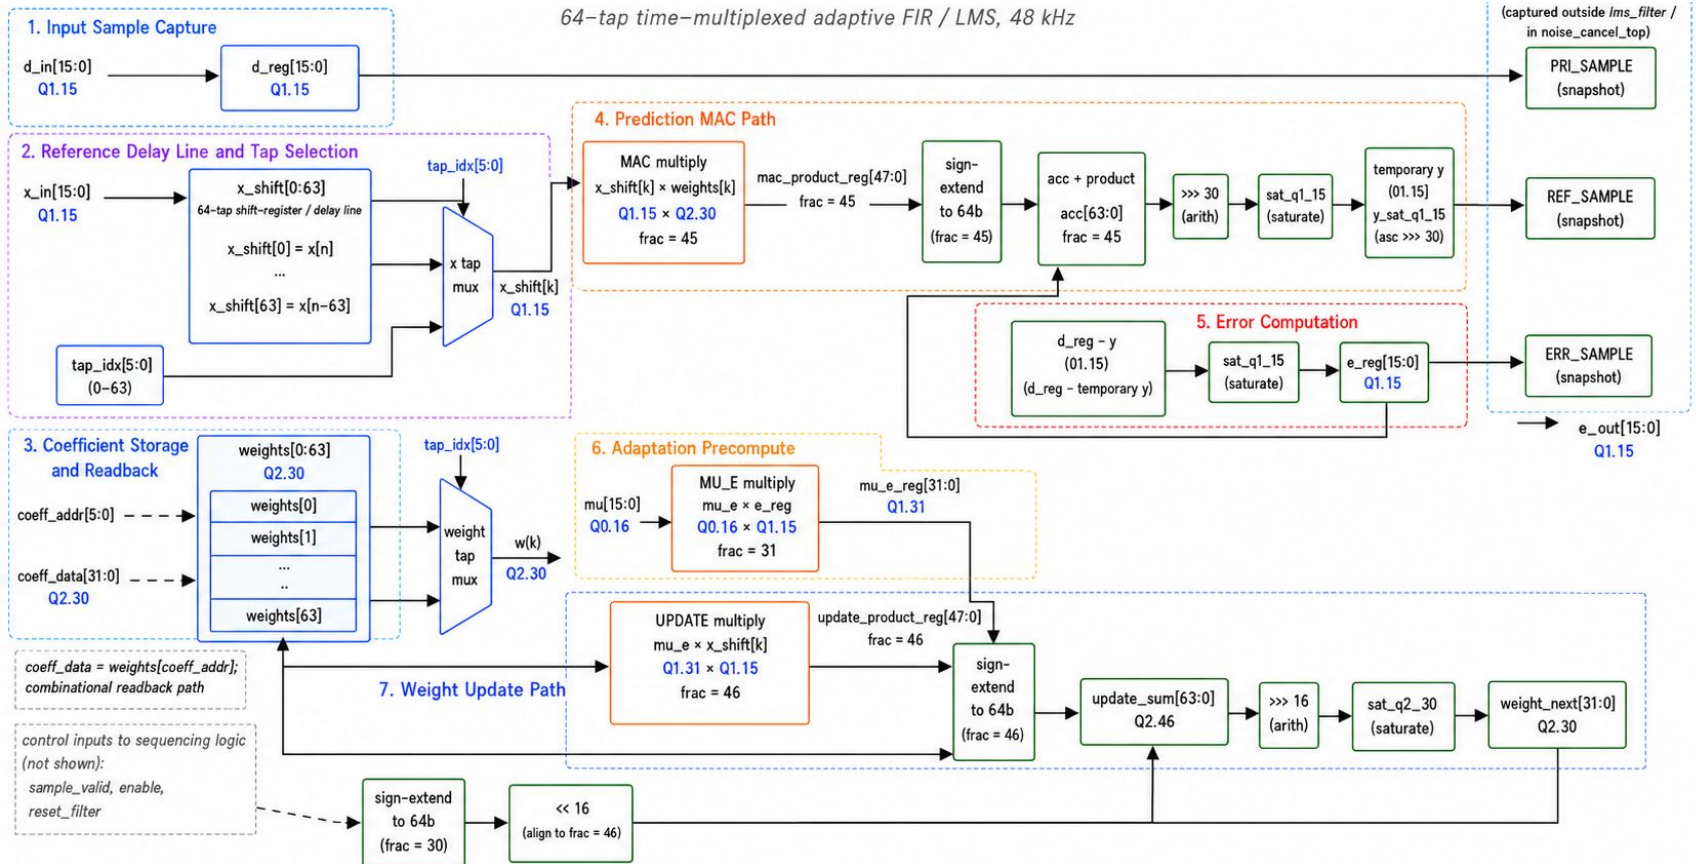 64-tap time-multiplexed adaptive FIR / LMS, 48 kHz
(captured outside lms_filter /
in noise_cancel_top)
1. Input Sample Capture
d_in[15:0]
Q1.15
d_reg[15:0]
Q1.15
PRI_SAMPLE
(snapshot)
2. Reference Delay Line and Tap Selection
x_in[15:0]
Q1.15
x_shift[0:63]
64-tap shift-register / delay line
x_shift[0] = x[n]
...
x_shift[63] = x[n-63]
tap_idx[5:0]
x tap
mux
x_shift[k]
Q1.15
tap_idx[5:0]
(0-63)
4. Prediction MAC Path
MAC multiply
x_shift[k] × weights[k]
Q1.15 × Q2.30
frac = 45
mac_product_reg[47:0]
frac = 45
sign-
extend
to 64b
(frac = 45)
acc + product
acc[63:0]
frac = 45
>>> 30
(arith)
sat_q1_15
(saturate)
temporary y
(01.15)
y_sat_q1_15
(asc >>> 30)
REF_SAMPLE
(snapshot)
5. Error Computation
d_reg - y
(01.15)
(d_reg - temporary y)
sat_q1_15
(saturate)
e_reg[15:0]
Q1.15
ERR_SAMPLE
(snapshot)
e_out[15:0]
Q1.15
3. Coefficient Storage
and Readback
coeff_addr[5:0]
coeff_data[31:0]
Q2.30
weights[0:63]
Q2.30
weights[0]
weights[1]
...
..
weights[63]
tap_idx[5:0]
weight
tap
mux
w(k)
Q2.30
coeff_data = weights[coeff_addr];
combinational readback path
6. Adaptation Precompute
mu[15:0]
Q0.16
MU_E multiply
mu_e × e_reg
Q0.16 × Q1.15
frac = 31
mu_e_reg[31:0]
Q1.31
7. Weight Update Path
UPDATE multiply
mu_e × x_shift[k]
Q1.31 × Q1.15
frac = 46
update_product_reg[47:0]
frac = 46
sign-
extend
to 64b
(frac = 46)
update_sum[63:0]
Q2.46
>>> 16
(arith)
sat_q2_30
(saturate)
weight_next[31:0]
Q2.30
control inputs to sequencing logic
(not shown):
sample_valid, enable,
reset_filter
sign-extend
to 64b
(frac = 30)
<< 16
(align to frac = 46)